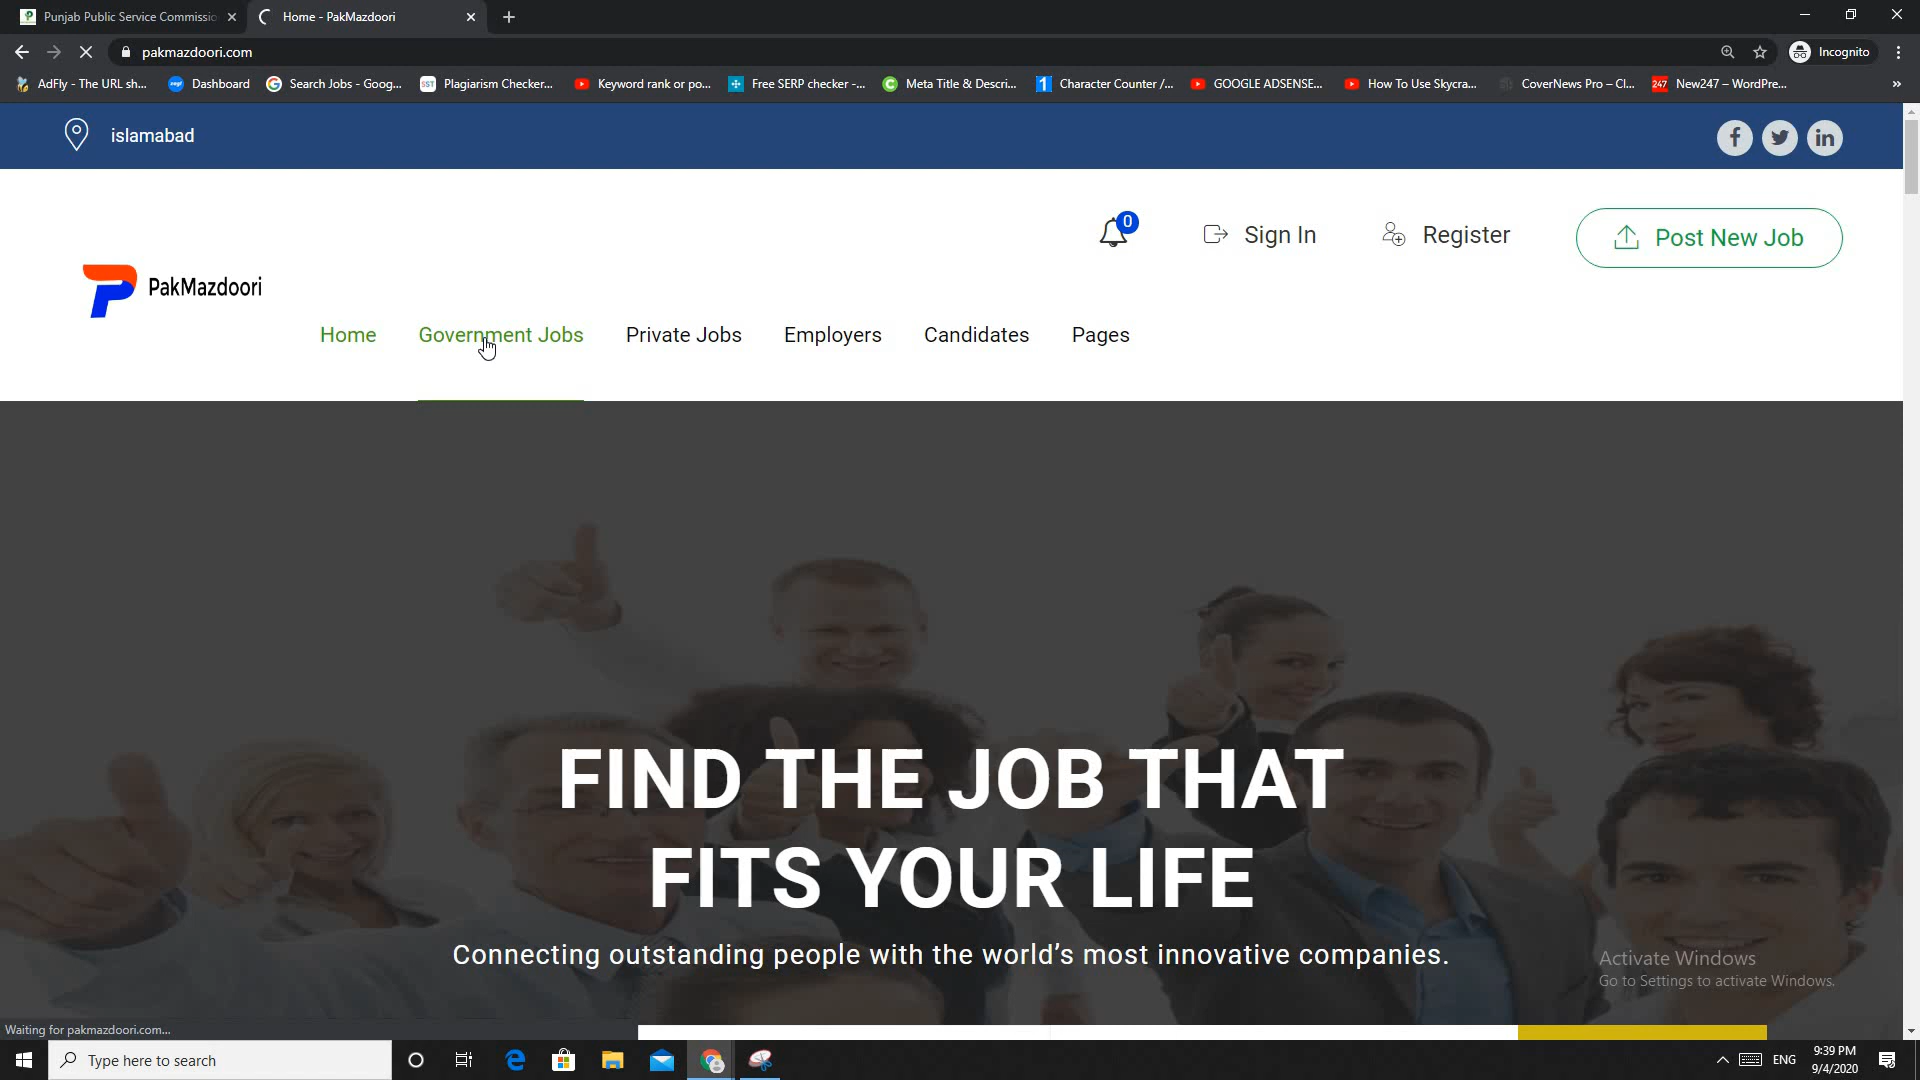 Punjab Public Service Commissio
Home - PakMazdoori
pakmazdoori.com
Incognito
AdFly - The URL sh...
Dashboard
Search Jobs - Goog...
SST
Plagiarism Checker...
Keyword rank or po...
Free SERP checker -...
Meta Title & Descri...
1
Character Counter /...
GOOGLE ADSENSE...
How To Use Skycra...
CoverNews Pro – Cl...
247
New247 – WordPre...
»
islamabad
0
Sign In
Register
Post New Job
PakMazdoori
Home
Government Jobs
Private Jobs
Employers
Candidates
Pages
FIND THE JOB THAT
FITS YOUR LIFE
Connecting outstanding people with the world’s most innovative companies.
Activate Windows
Go to Settings to activate Windows.
Waiting for pakmazdoori.com...
Type here to search
ENG
9:39 PM
9/4/2020